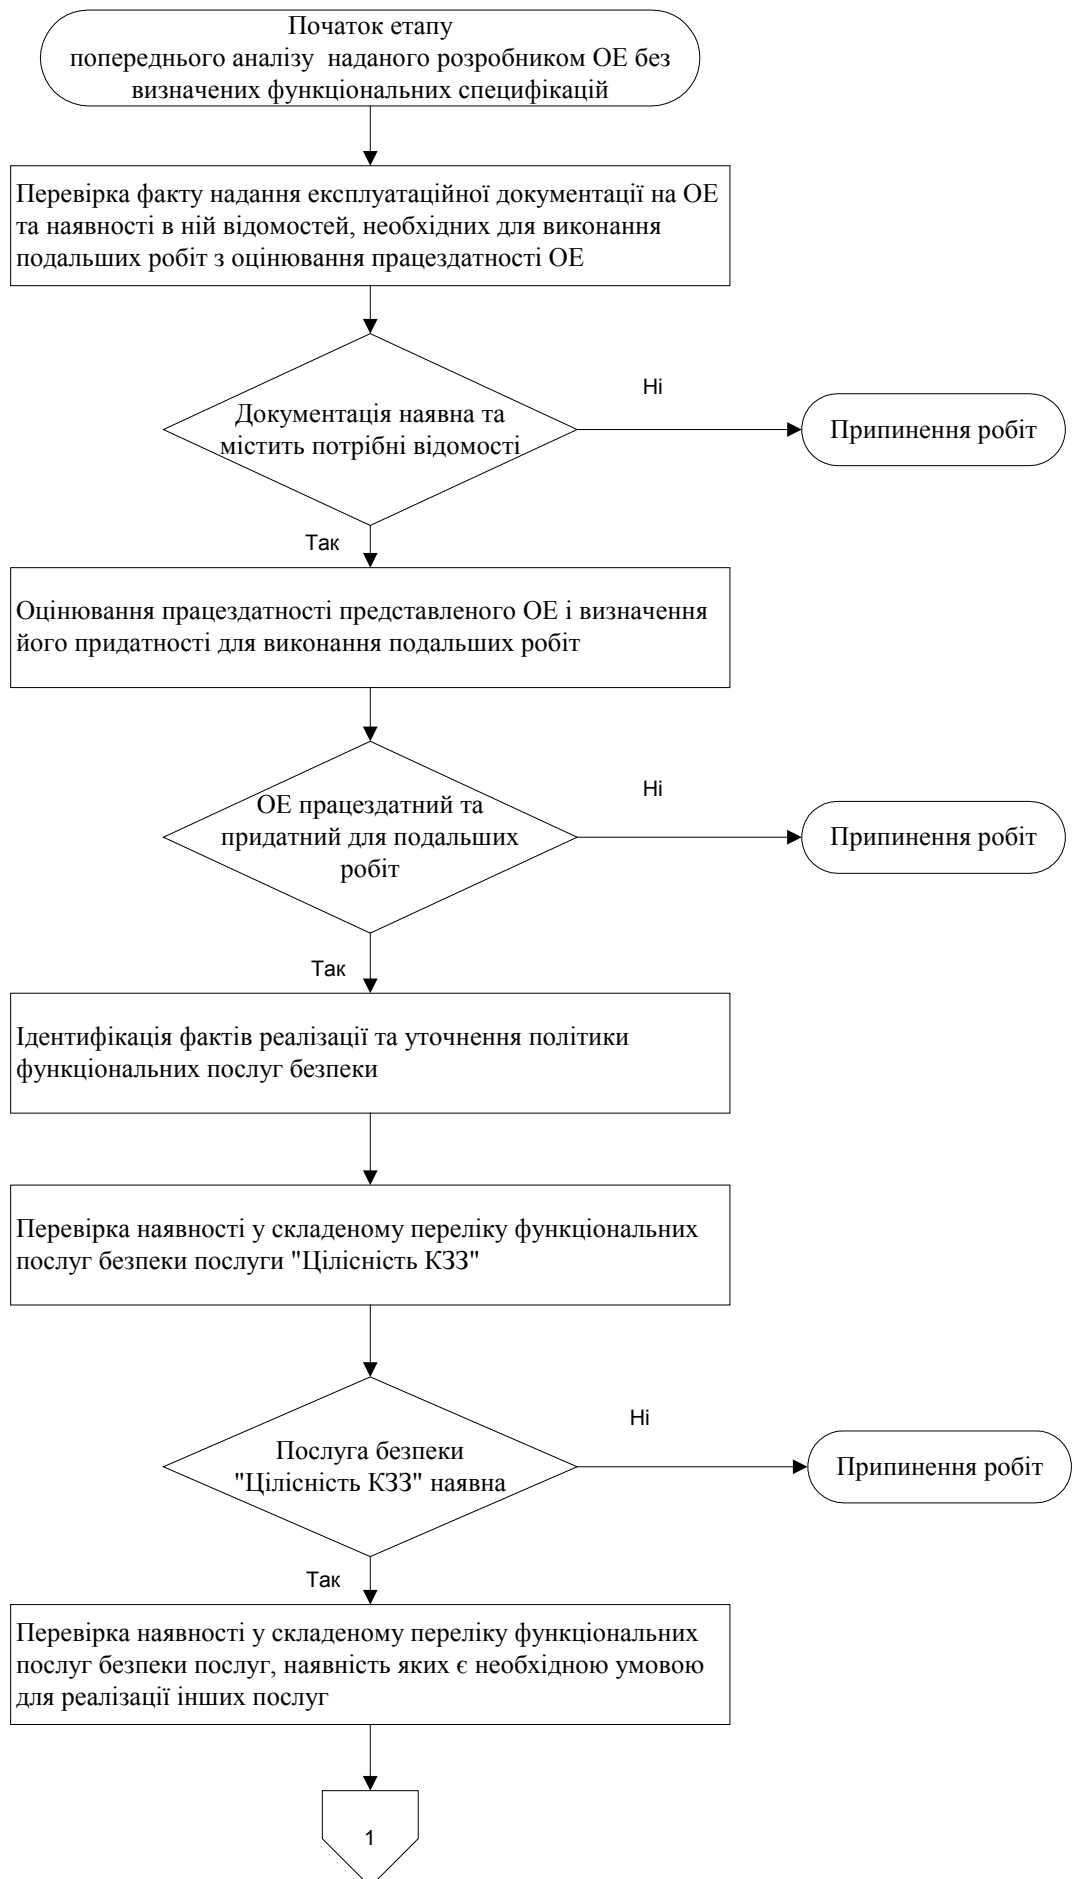 Початок етапу
попереднього аналізу наданого розробником ОЕ без
визначених функціональних специфікацій
Перевірка факту надання експлуатаційної документації на ОЕ
та наявності в ній відомостей, необхідних для виконання
подальших робіт з оцінювання працездатності ОЕ
Документація наявна та
містить потрібні відомості
Ні
Припинення робіт
Так
Оцінювання працездатності представленого ОЕ і визначення
його придатності для виконання подальших робіт
ОЕ працездатний та
придатний для подальших
робіт
Ні
Припинення робіт
Так
Ідентифікація фактів реалізації та уточнення політики
функціональних послуг безпеки
Перевірка наявності у складеному переліку функціональних
послуг безпеки послуги "Цілісність КЗЗ"
Послуга безпеки
"Цілісність КЗЗ" наявна
Ні
Припинення робіт
Так
Перевірка наявності у складеному переліку функціональних
послуг безпеки послуг, наявність яких є необхідною умовою
для реалізації інших послуг
1